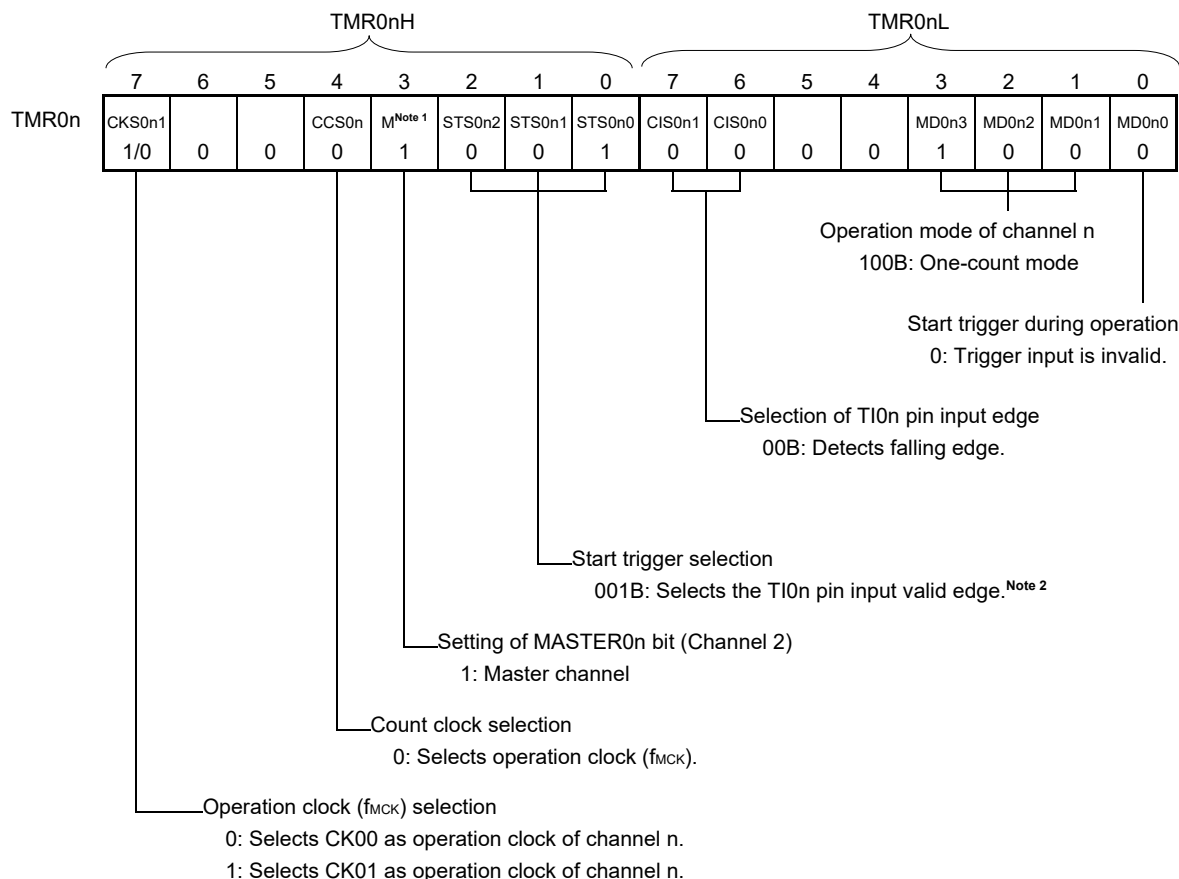 TMR0nH TMR0nL
7 6 5 4 3 2 1 0 7 6 5 4 3 2 1 0
TMR0n CKS0n1 CCS0n M Note 1 STS0n2 STS0n1 STS0n0 CIS0n1 CIS0n0 MD0n3 MD0n2 MD0n1 MD0n0
1/0 0 0 0 1 0 0 1 0 0 0 0 1 0 0 0
Operation mode of channel n
100B: One-count mode
Start trigger during operation
0: Trigger input is invalid.
Selection of TI0n pin input edge
00B: Detects falling edge.
Start trigger selection
001B: Selects the TI0n pin input valid edge.Note 2
Setting of MASTER0n bit (Channel 2)
1: Master channel
Count clock selection
0: Selects operation clock (fMCK).
Operation clock (fMCK) selection
0: Selects CK00 as operation clock of channel n.
1: Selects CK01 as operation clock of channel n.